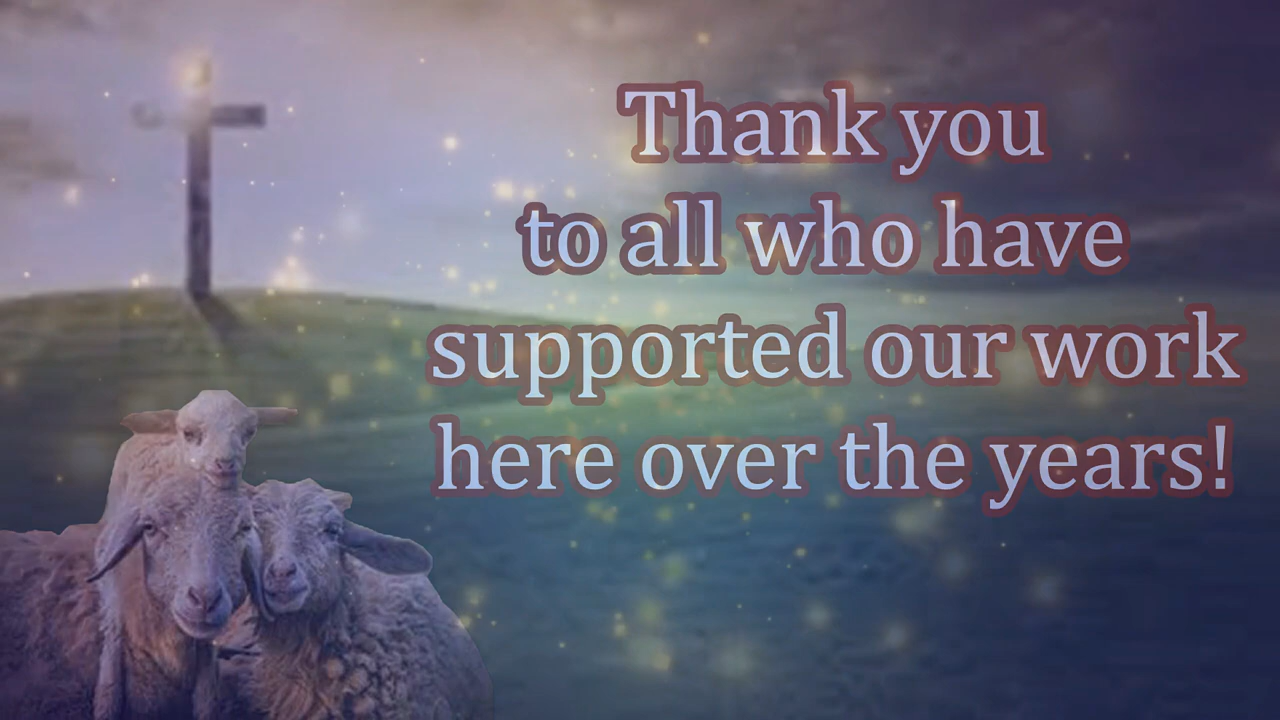 Thank you
to all who have
supported our work
here over the years!